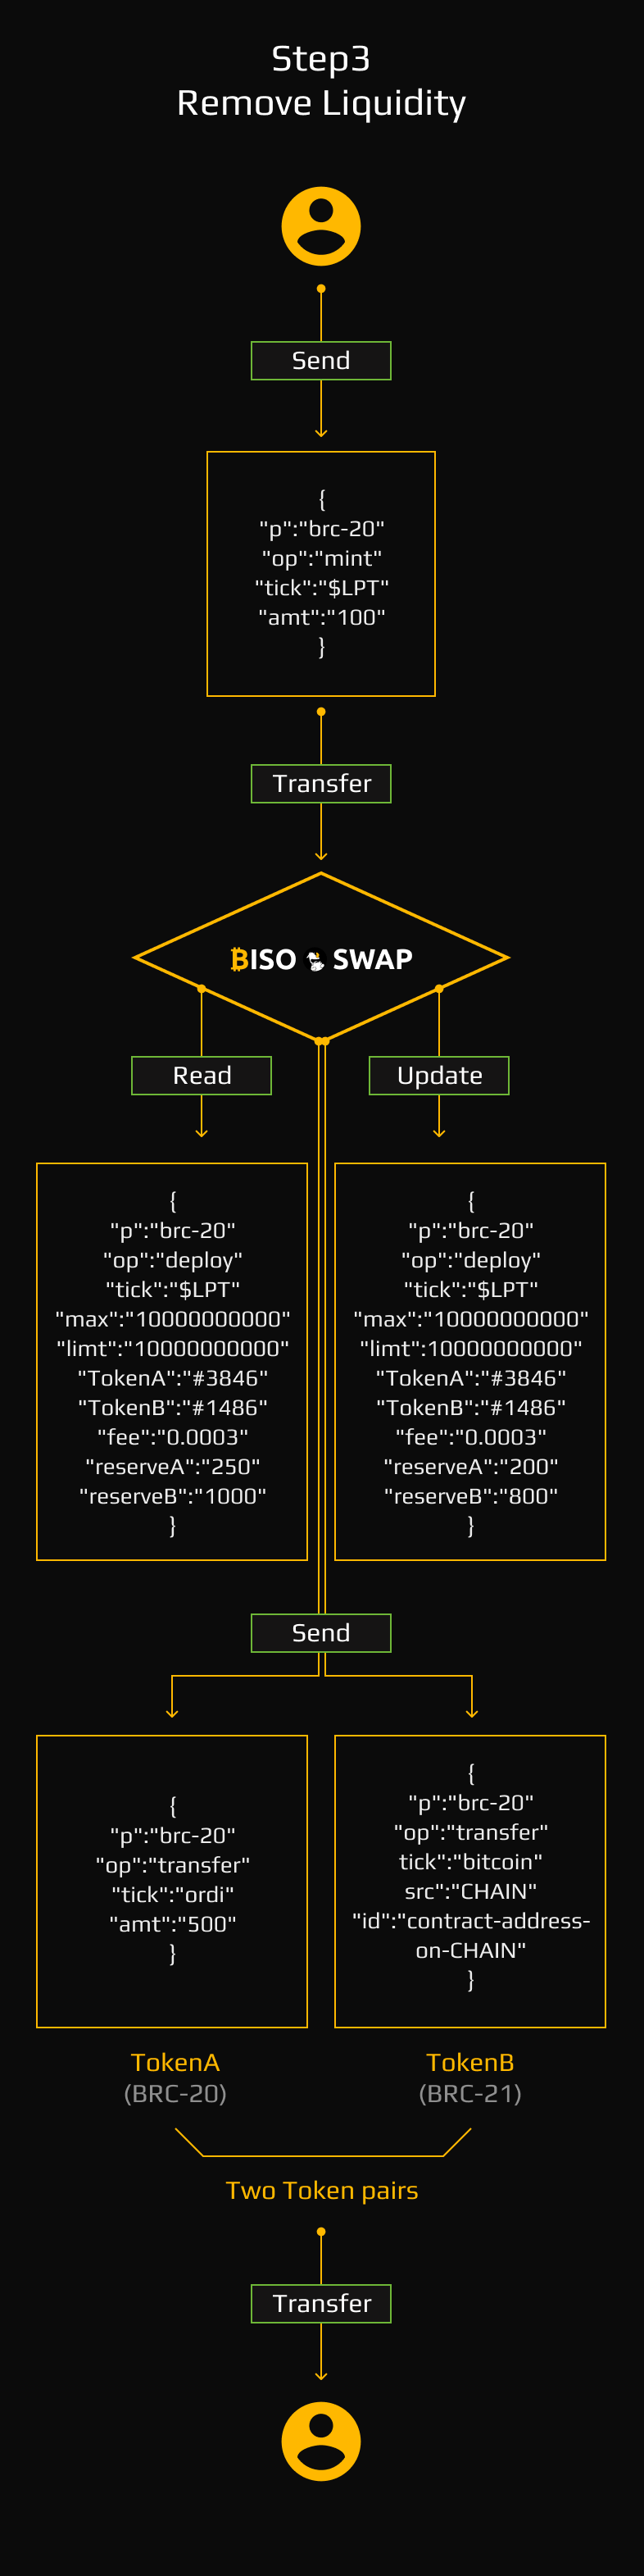 Step3
Remove Liquidity
Send
{
"p":"brc-20"
"op":"mint"
"tick":"$LPT"
"amt":"100"
}
Transfer
BISO SWAP
Read
Update
{
"p":"brc-20"
"op":"deploy"
"tick":"$LPT"
"max":"10000000000"
"limt":"10000000000"
"TokenA":"#3846"
"TokenB":"#1486"
"fee":"0.0003"
"reserveA":"250"
"reserveB":"1000"
}
{
"p":"brc-20"
"op":"deploy"
"tick":"$LPT"
"max":"10000000000"
"limt":10000000000"
"TokenA":"#3846"
"TokenB":"#1486"
"fee":"0.0003"
"reserveA":"200"
"reserveB":"800"
}
Send
{
"p":"brc-20"
"op":"transfer"
"tick":"ordi"
"amt":"500"
}
{
"p":"brc-20"
"op":"transfer"
tick":"bitcoin"
src":"CHAIN"
"id":"contract-address-
on-CHAIN"
}
TokenA
(BRC-20)
TokenB
(BRC-21)
Two Token pairs
Transfer